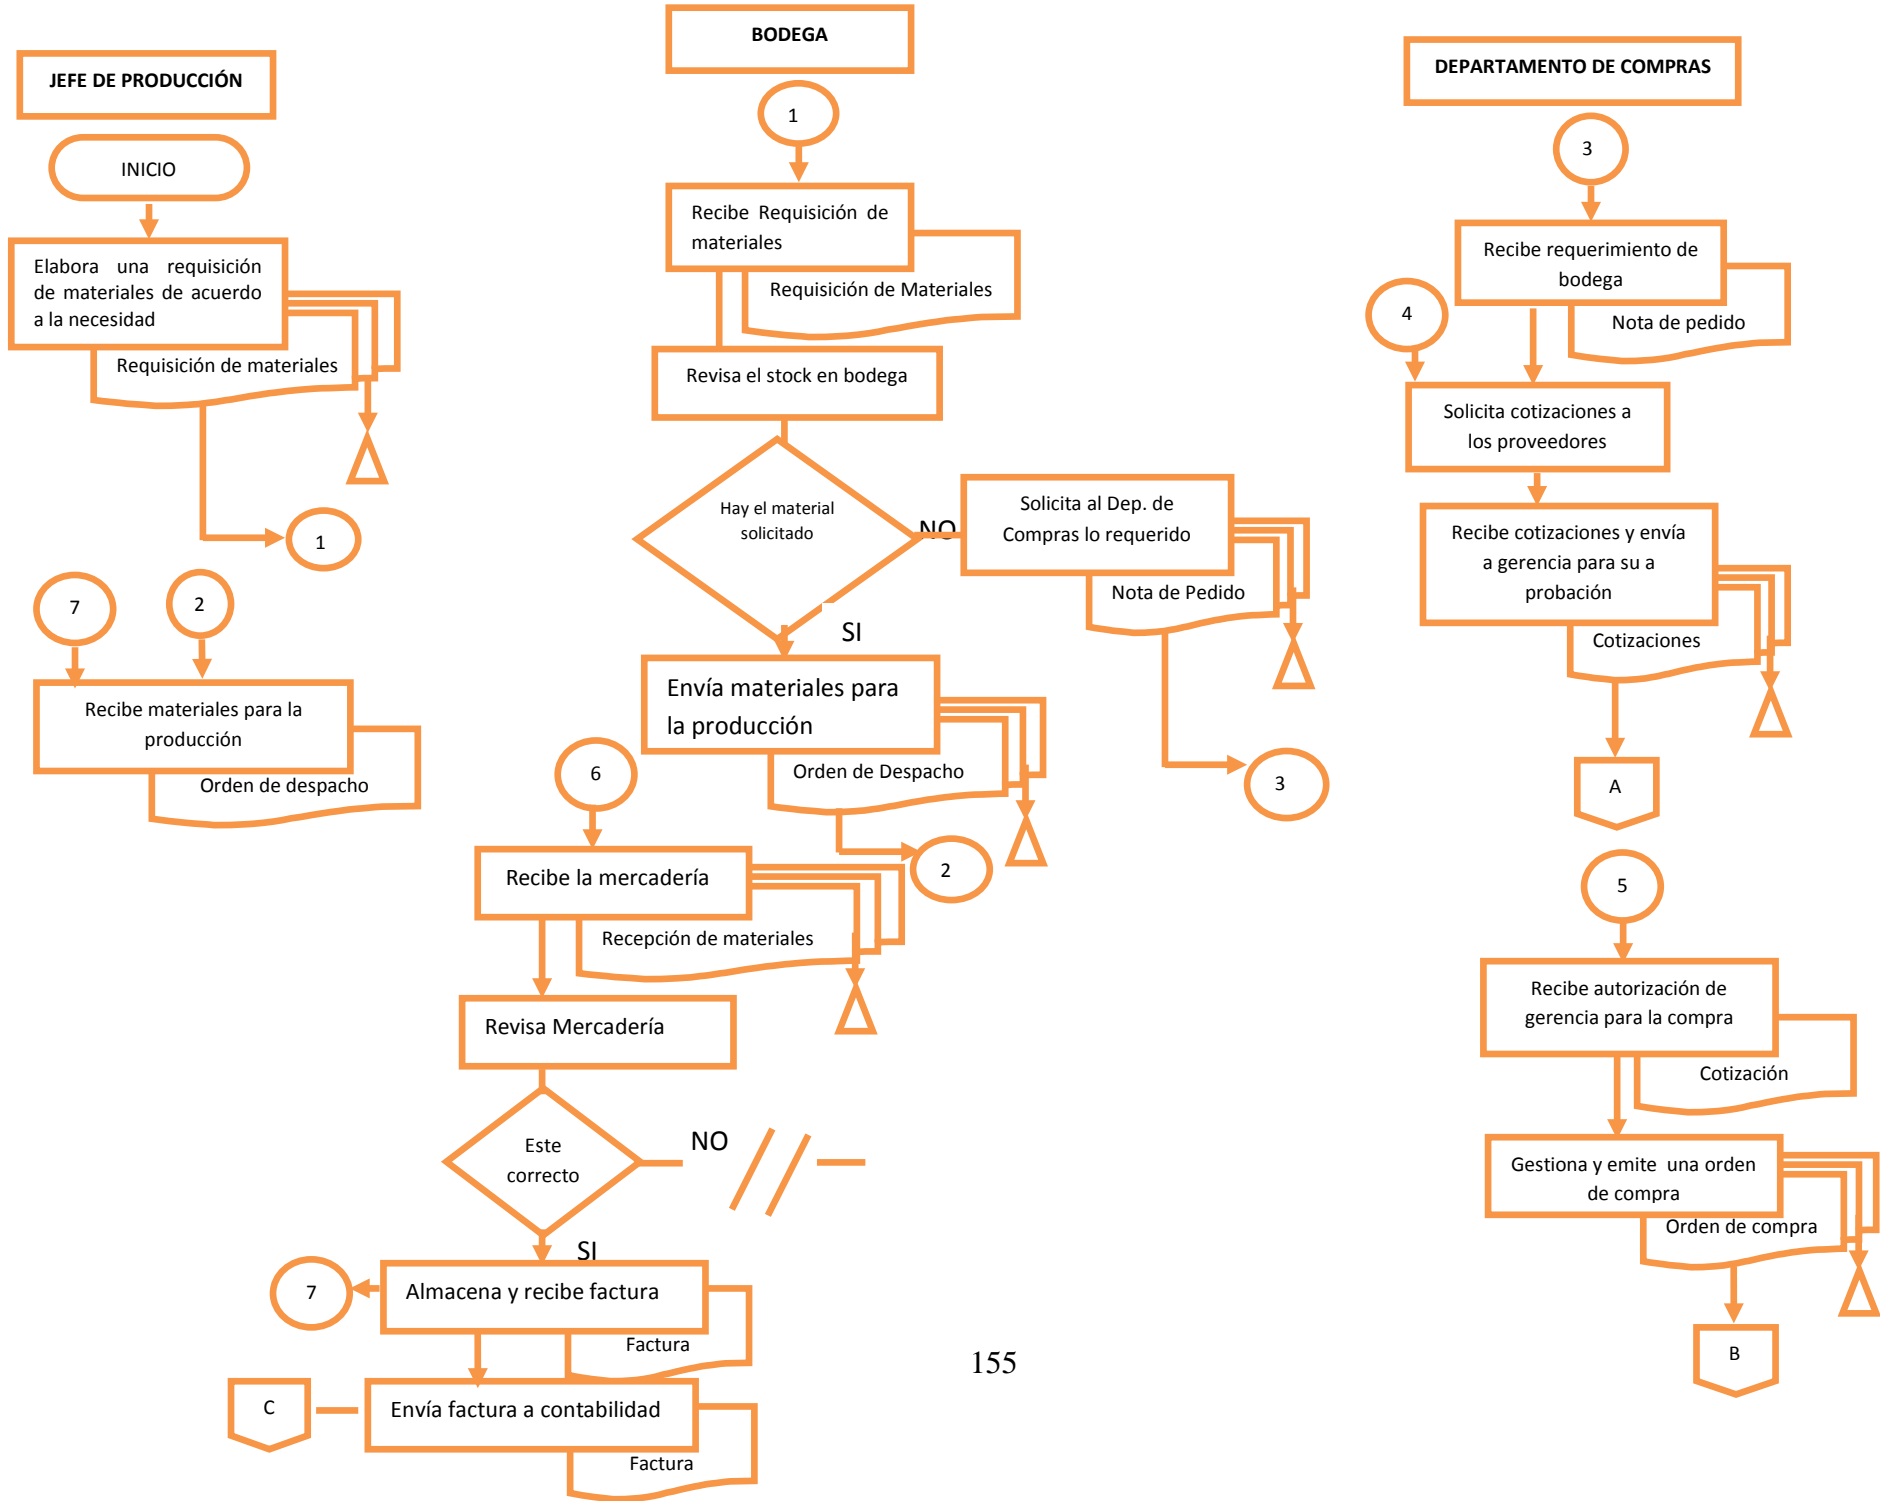 JEFE DE PRODUCCIÓN
INICIO
Elabora una requisición
de materiales de acuerdo
a la necesidad
Requisición de materiales
1
7
2
Recibe materiales para la
producción
Orden de despacho
BODEGA
1
Recibe Requisición de
materiales
Requisición de Materiales
Revisa el stock en bodega
Hay el material
solicitado
NO
Solicita al Dep. de
Compras lo requerido
Nota de Pedido
3
SI
Envía materiales para
la producción
Orden de Despacho
2
6
Recibe la mercadería
Recepción de materiales
Revisa Mercadería
Este
correcto
NO
SI
7
Almacena y recibe factura
Factura
C
Envía factura a contabilidad
Factura
DEPARTAMENTO DE COMPRAS
3
Recibe requerimiento de
bodega
Nota de pedido
4
Solicita cotizaciones a
los proveedores
Recibe cotizaciones y envía
a gerencia para su a
probación
Cotizaciones
A
5
Recibe autorización de
gerencia para la compra
Cotización
Gestiona y emite  una orden
de compra
Orden de compra
B
155